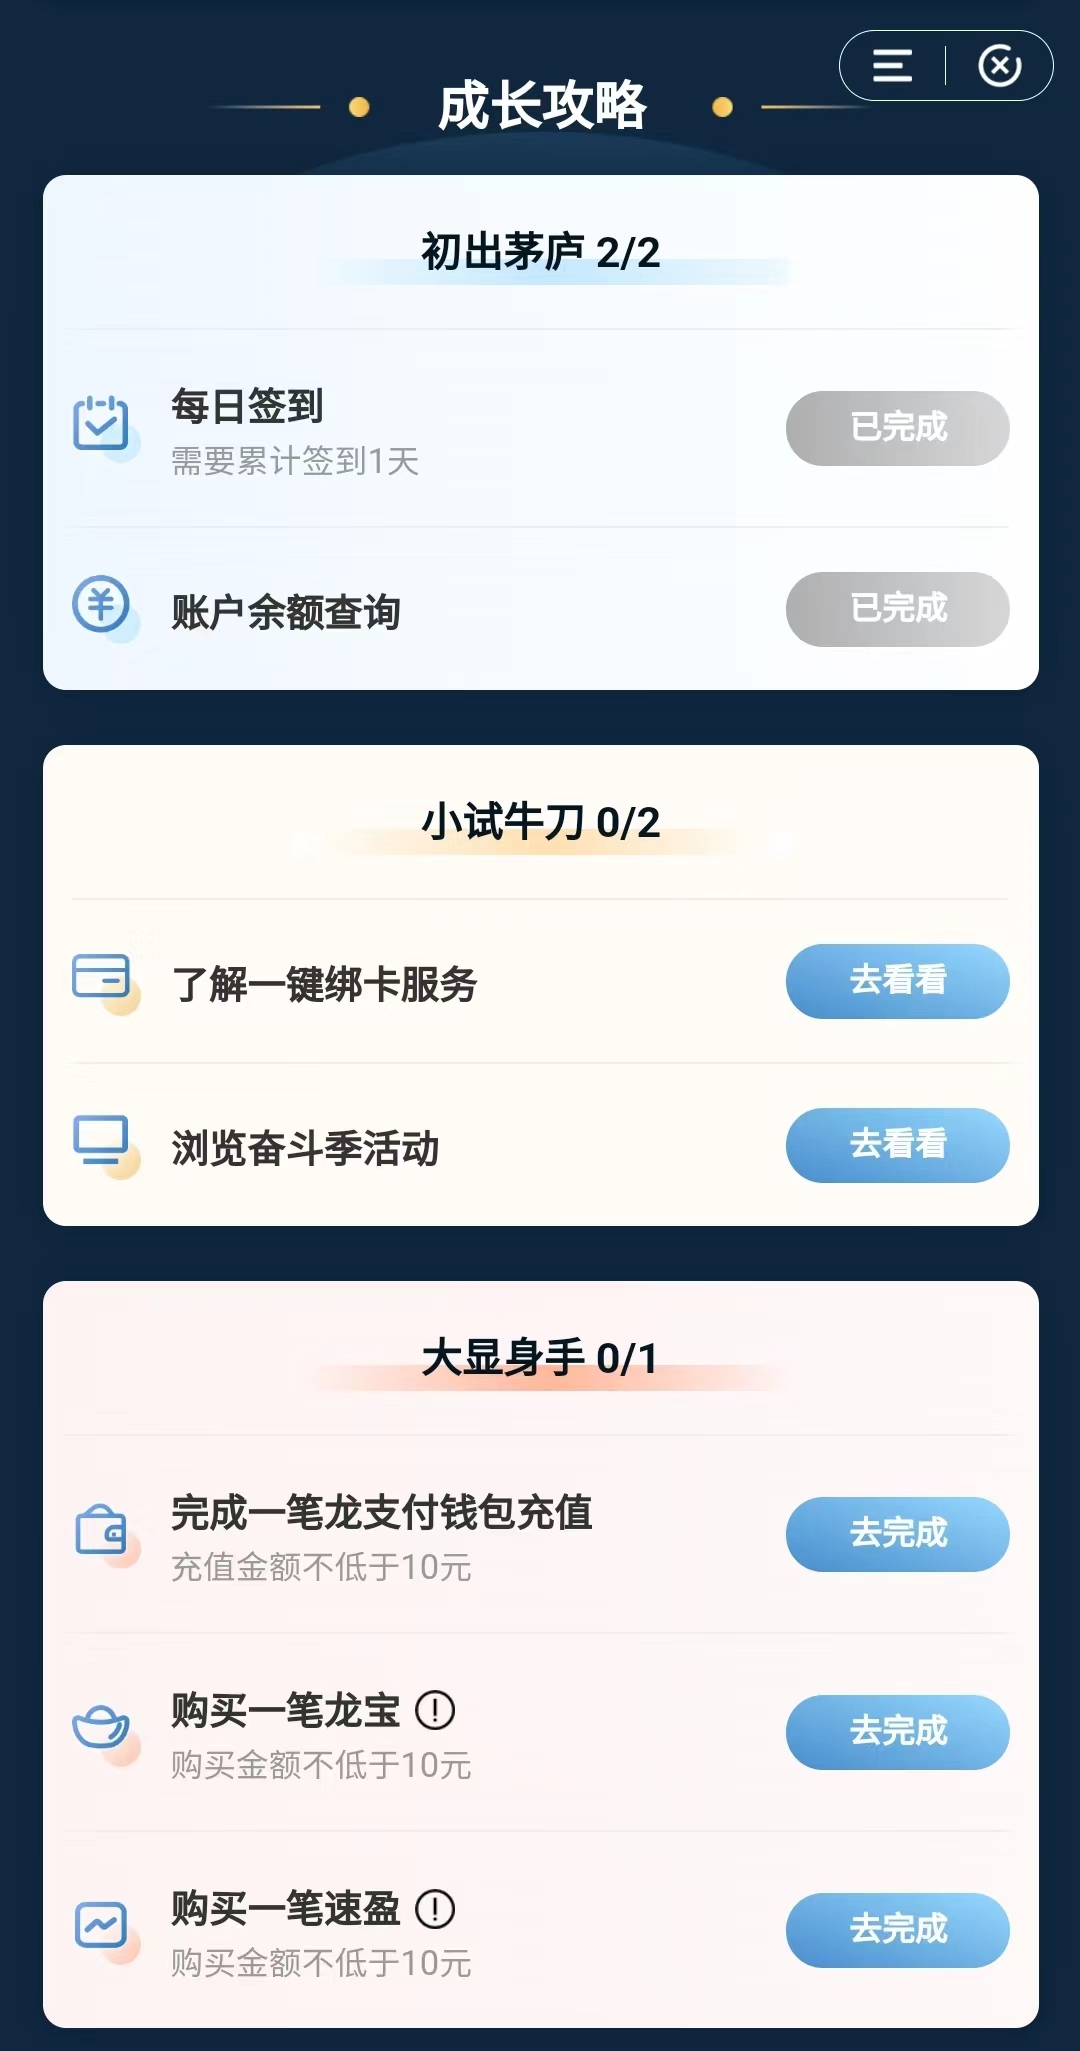 成长攻略
初出茅庐 2/2
每日签到
需要累计签到1天
已完成
账户余额查询
已完成
小试牛刀 0/2
了解一键绑卡服务
去看看
浏览奋斗季活动
去看看
大显身手 0/1
完成一笔龙支付钱包充值
充值金额不低于10元
去完成
购买一笔龙宝
购买金额不低于10元
去完成
购买一笔速盈
购买金额不低于10元
去完成